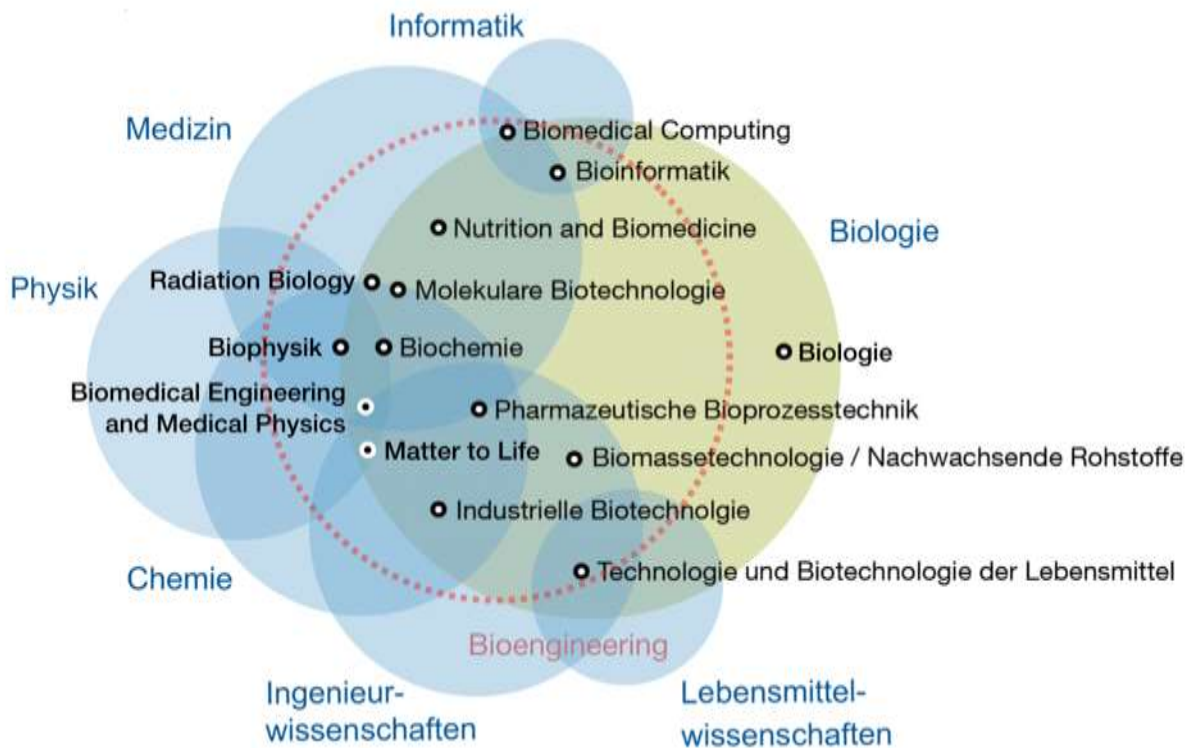 Informatik
Medizin
Biomedical Computing
Bioinformatik
Nutrition and Biomedicine
Biologie
Physik
Radiation Biology
Molekulare Biotechnologie
Biophysik
Biochemie
Biologie
Biomedical Engineering
and Medical Physics
Pharmazeutische Bioprozesstechnik
Matter to Life
Biomassetechnologie / Nachwachsende Rohstoffe
Industrielle Biotechnolgie
Chemie
Technologie und Biotechnologie der Lebensmittel
Bioengineering
Ingenieur-
wissenschaften
Lebensmittel-
wissenschaften